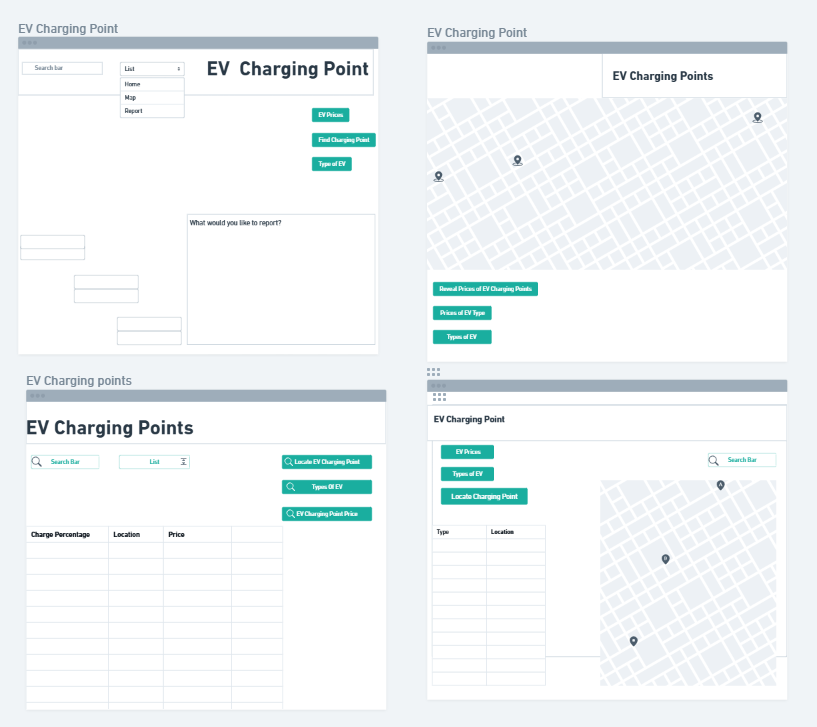 EV Charging Point
Search bar
List
EV Charging Point
Home
Map
Report
EV Prices
Find Charging Point
Type of EV
What would you like to report?
EV Charging Point
EV Charging Points
Reveal Prices of EV Charging Points
Prices of EV Type
Types of EV
EV Charging points
EV Charging Points
Search Bar
List
Locate EV Charging Point
Types Of EV
EV Charging Point Price
Charge Percentage
Location
Price
EV Charging Point
EV Prices
Types of EV
Locate Charging Point
Search Bar
A
Type
Location